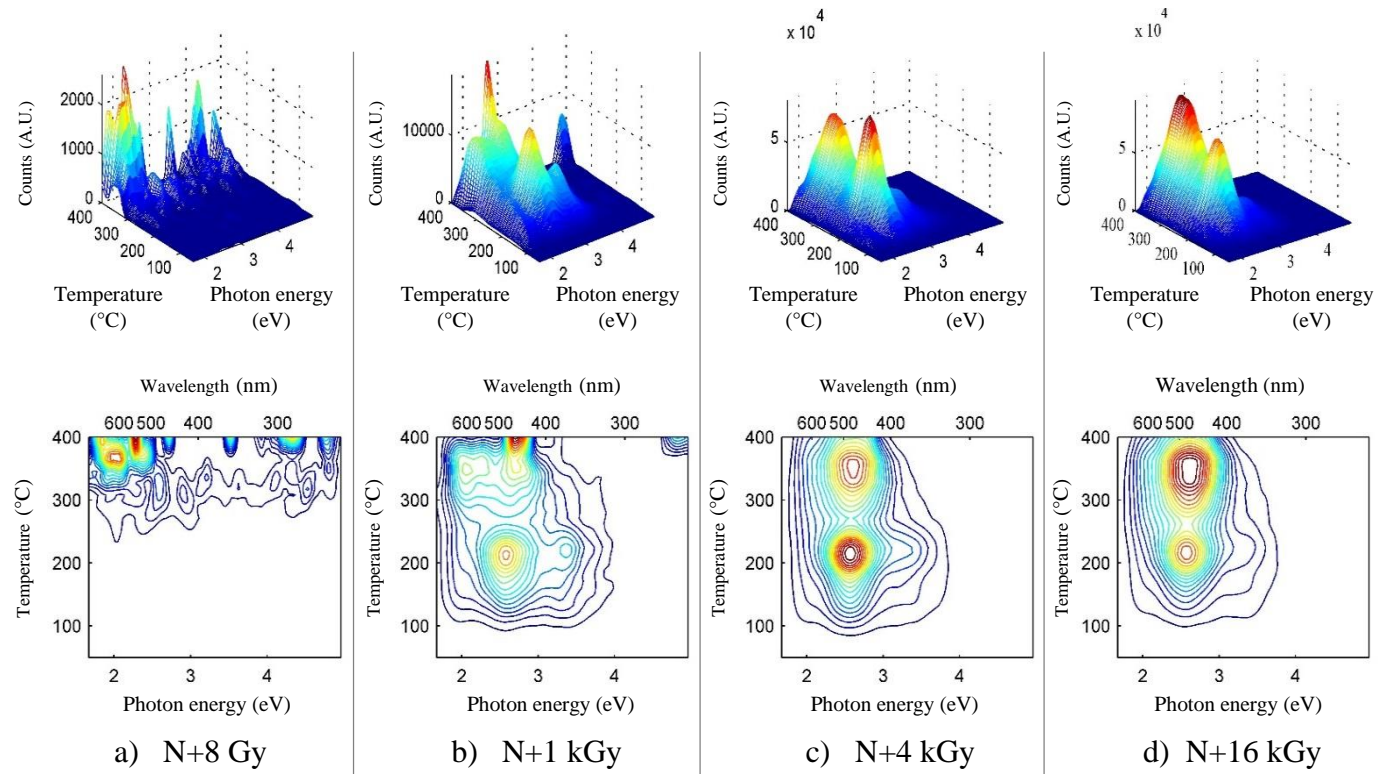 2000
1000
0
400
300
200
100
2
3
4
Counts (A.U.)
Temperature
(°C)
Photon energy
(eV)
Wavelength (nm)
600 500 400 300
400
300
200
100
Temperature (°C)
2 3 4
Photon energy (eV)
a) N+8 Gy
10000
0
400
300
200
100
2
3
4
Counts (A.U.)
Temperature
(°C)
Photon energy
(eV)
Wavelength (nm)
600 500 400 300
400
300
200
100
Temperature (°C)
2 3 4
Photon energy (eV)
b) N+1 kGy
x 10 4
5
0
400
300
200
100
2
3
4
Counts (A.U.)
Temperature
(°C)
Photon energy
(eV)
Wavelength (nm)
600 500 400 300
400
300
200
100
Temperature (°C)
2 3 4
Photon energy (eV)
c) N+4 kGy
x 10 4
5
0
400
300
200
100
2
3
4
Counts (A.U.)
Temperature
(°C)
Photon energy
(eV)
Wavelength (nm)
600 500 400 300
400
300
200
100
Temperature (°C)
2 3 4
Photon energy (eV)
d) N+16 kGy